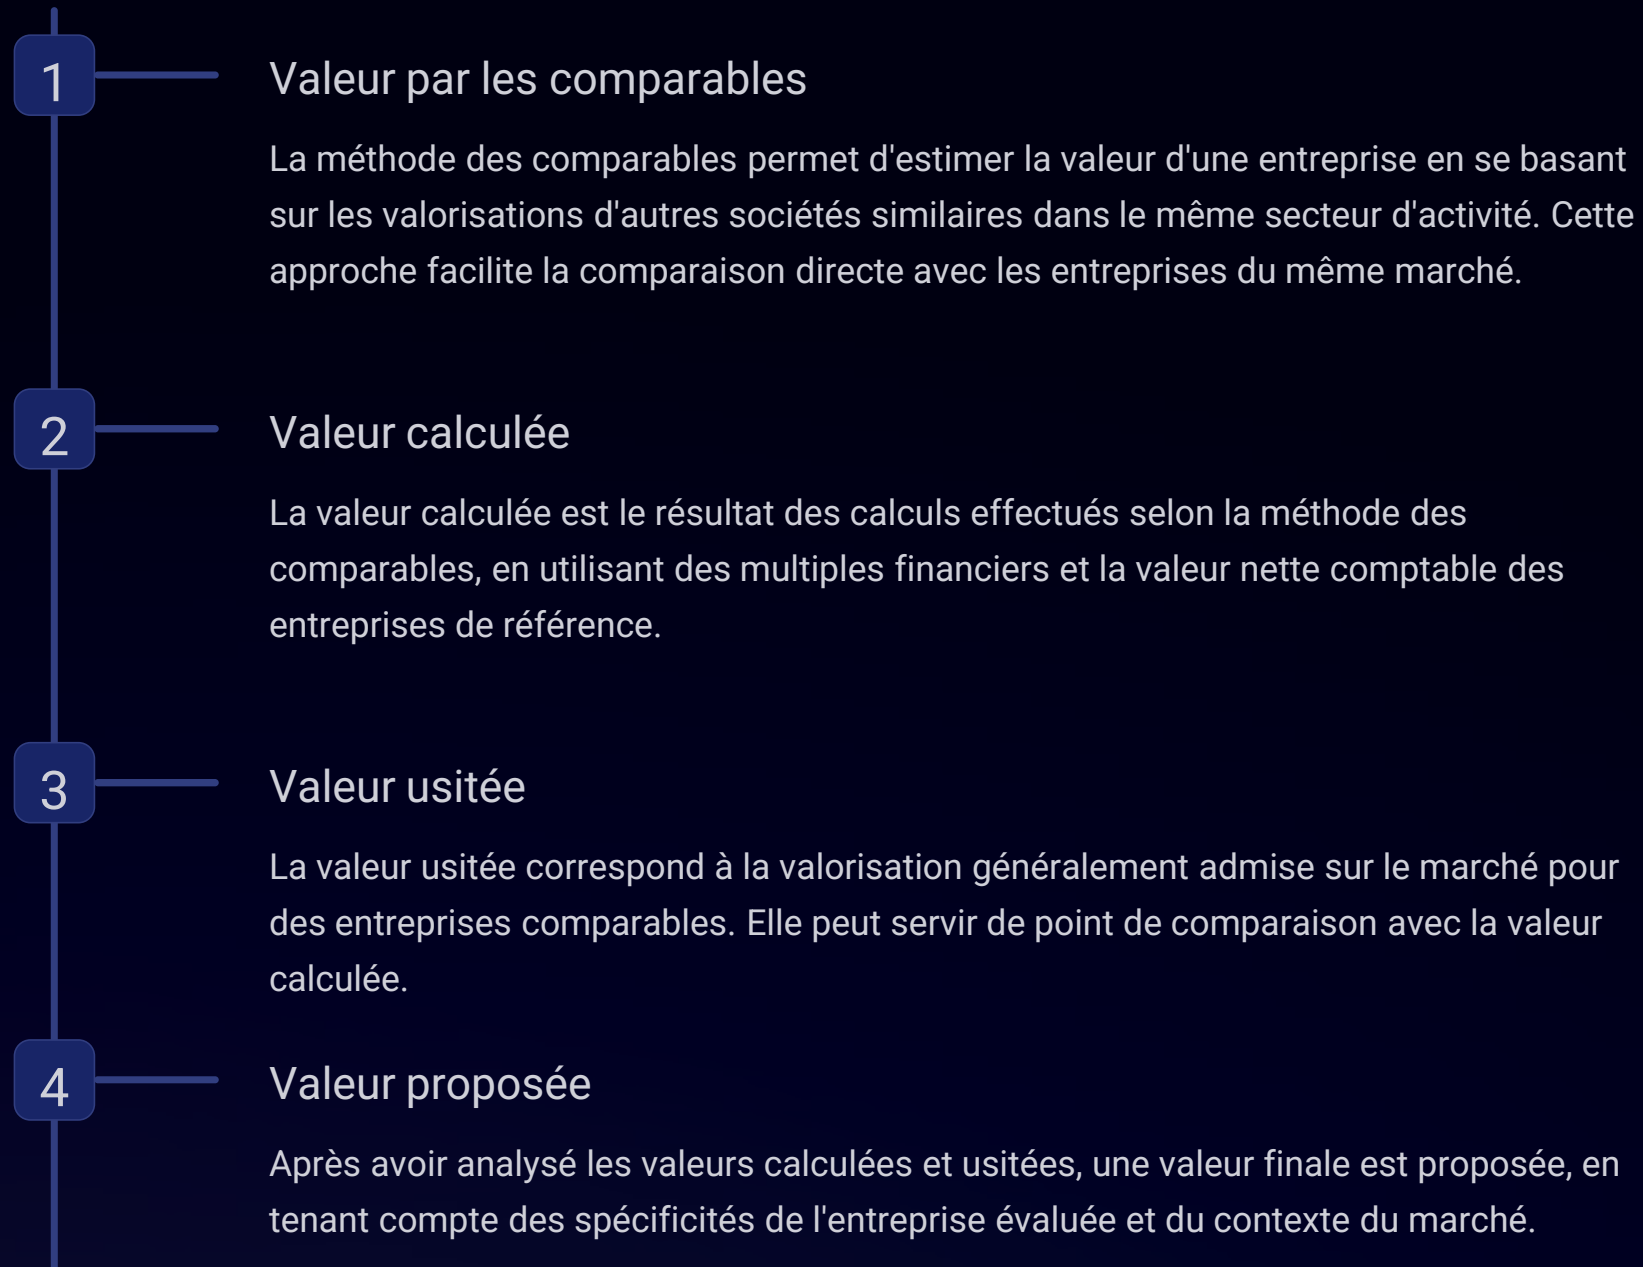 1
Valeur par les comparables
La méthode des comparables permet d'estimer la valeur d'une entreprise en se basant
sur les valorisations d'autres sociétés similaires dans le même secteur d'activité. Cette
approche facilite la comparaison directe avec les entreprises du même marché.
2
Valeur calculée
La valeur calculée est le résultat des calculs effectués selon la méthode des
comparables, en utilisant des multiples financiers et la valeur nette comptable des
entreprises de référence.
3
Valeur usitée
La valeur usitée correspond à la valorisation généralement admise sur le marché pour
des entreprises comparables. Elle peut servir de point de comparaison avec la valeur
calculée.
4
Valeur proposée
Après avoir analysé les valeurs calculées et usitées, une valeur finale est proposée, en
tenant compte des spécificités de l'entreprise évaluée et du contexte du marché.